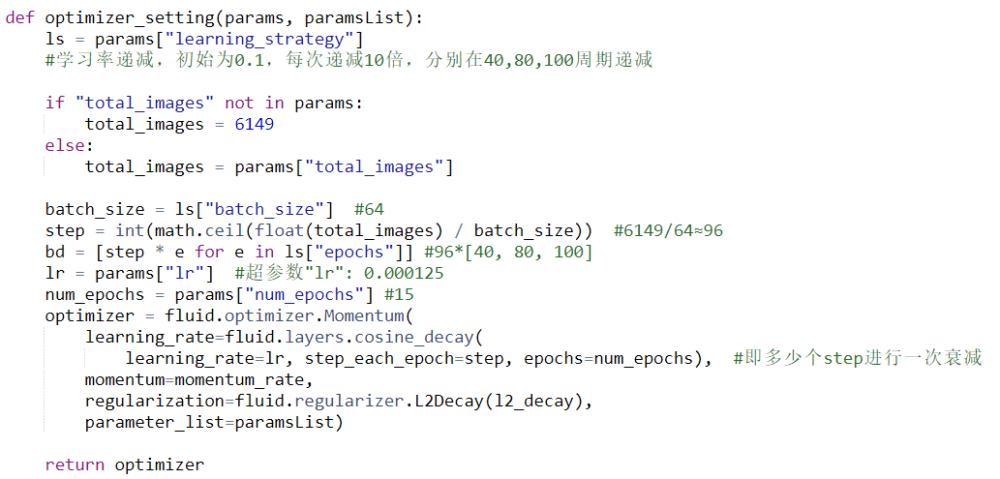 def optimizer_setting(params, paramsList):
    ls = params["learning_strategy"]
    #学习率递减，初始为0.1，每次递减10倍，分别在40,80,100周期递减

    if "total_images" not in params:
        total_images = 6149
    else:
        total_images = params["total_images"]

    batch_size = ls["batch_size"]  #64
    step = int(math.ceil(float(total_images) / batch_size))  #6149/64≈96
    bd = [step * e for e in ls["epochs"]] #96*[40, 80, 100]
    lr = params["lr"]  #超参数"lr": 0.000125
    num_epochs = params["num_epochs"] #15
    optimizer = fluid.optimizer.Momentum(
        learning_rate=fluid.layers.cosine_decay(
            learning_rate=lr, step_each_epoch=step, epochs=num_epochs),  #即多少个step进行一次衰减
        momentum=momentum_rate,
        regularization=fluid.regularizer.L2Decay(l2_decay),
        parameter_list=paramsList)

    return optimizer